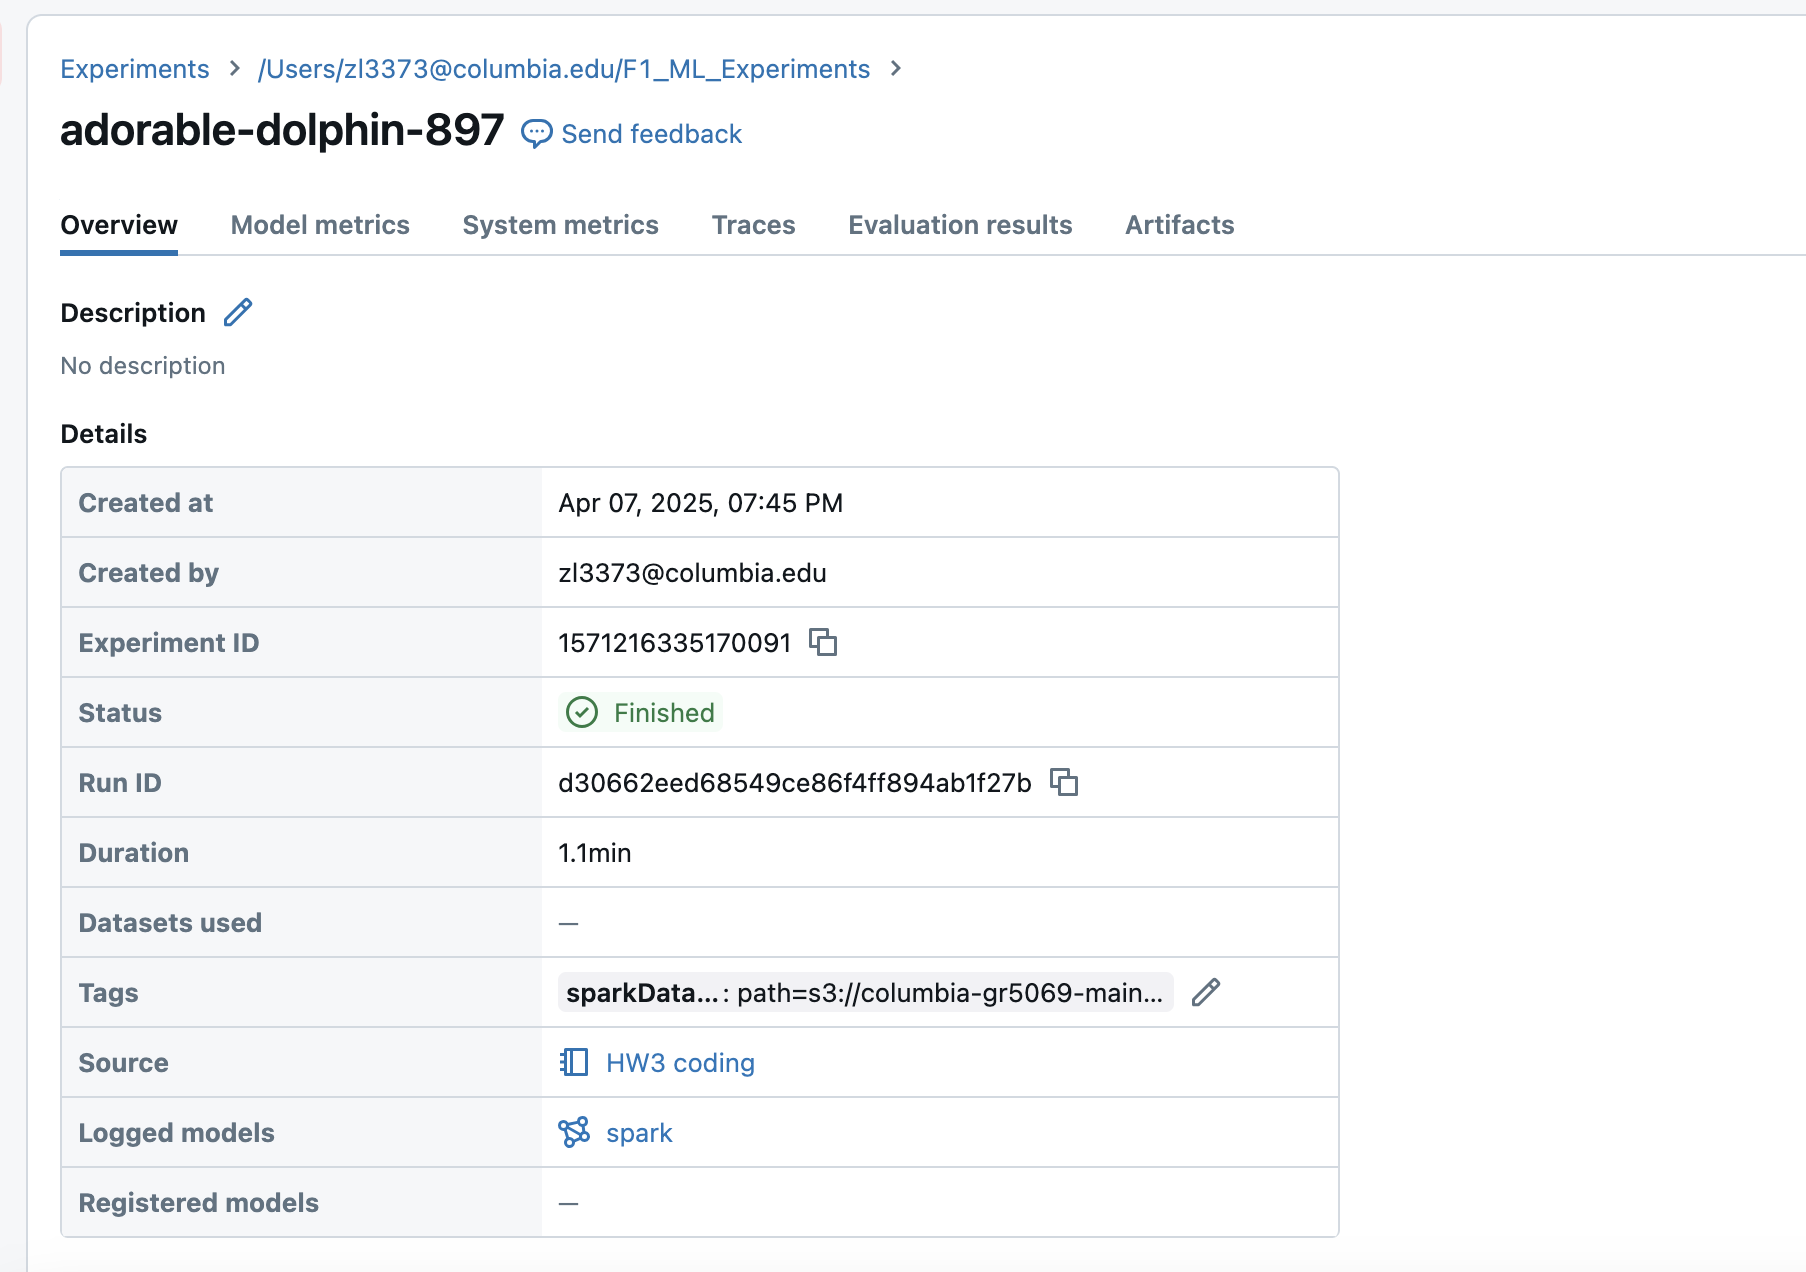 Experiments > /Users/zl3373@columbia.edu/F1_ML_Experiments >
adorable-dolphin-897 Send feedback
Overview Model metrics System metrics Traces Evaluation results Artifacts
Description
No description
Details
Created at Apr 07, 2025, 07:45 PM
Created by zl3373@columbia.edu
Experiment ID 1571216335170091
Status Finished
Run ID d30662eed68549ce86f4ff894ab1f27b
Duration 1.1min
Datasets used —
Tags sparkData... : path=s3://columbia-gr5069-main...
Source HW3 coding
Logged models spark
Registered models —